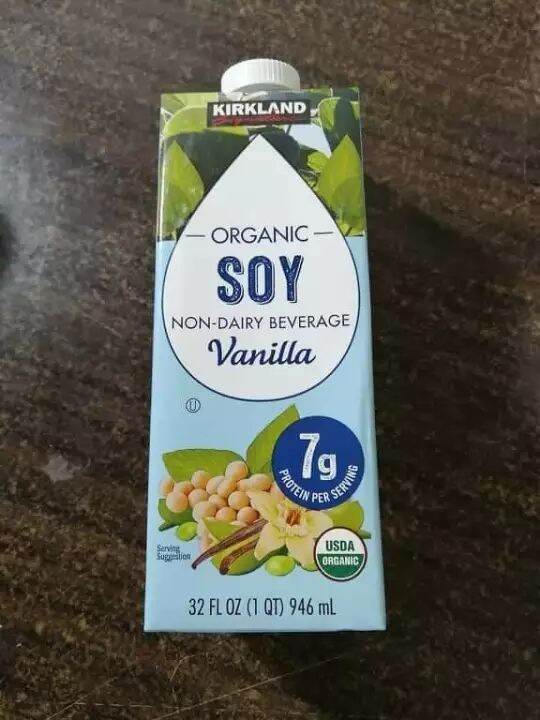 KIRKLAND
Signature
— ORGANIC —
SOY
NON-DAIRY BEVERAGE
Vanilla
U
7g
PROTEIN PER SERVING
Serving
Suggestion
USDA
ORGANIC
32 FL OZ (1 QT) 946 mL